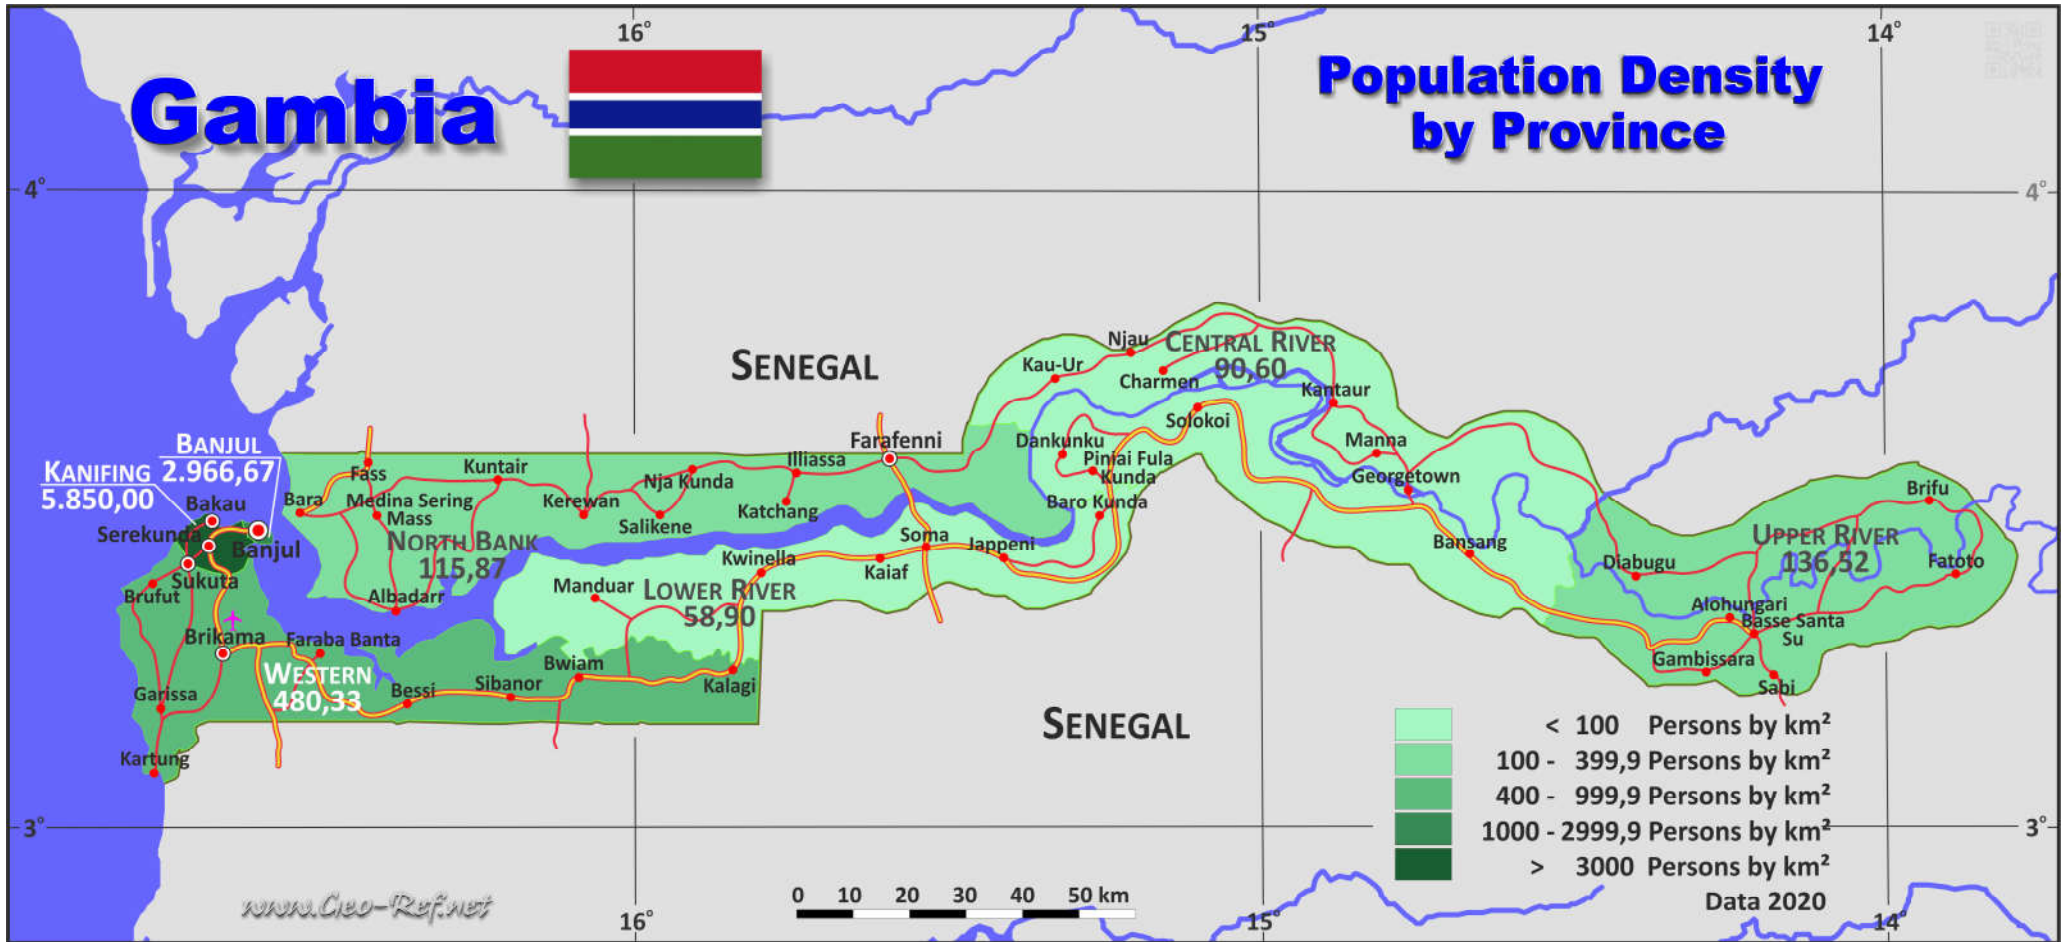 16°
15°
14°
Gambia
Population Density
by Province
4°
4°
SENEGAL
Njau
CENTRAL RIVER
90,60
Kau-Ur
Charmen
Kantaur
Solokoi
BANJUL
2.966,67
KANIFING
5.850,00
Farafenni
Dankunku
Manna
Piniai Fula
Kunda
Georgetown
Illiassa
Kuntair
Fass
Nja Kunda
Bara
Medina Sering
Mass
Kerewan
Katchang
Salikene
Baro Kunda
Brifu
Bakau
Serekunda
Banjul
NORTH BANK
115,87
Soma
Jappeni
Bansang
UPPER RIVER
136,52
Diabugu
Fatoto
Sukuta
Brufut
Kwinella
Kaiaf
Manduar
LOWER RIVER
58,90
Albadarr
Alohungari
Basse Santa
Su
Brikama
Faraba Banta
WESTERN
480,33
Bwiam
Gambissara
Sabi
Garissa
Bessi
Sibanor
Kalagi
SENEGAL
Kartung
< 100 Persons by km²
100 - 399,9 Persons by km²
400 - 999,9 Persons by km²
1000 - 2999,9 Persons by km²
> 3000 Persons by km²
Data 2020
3°
3°
www.Geo-Ref.net
0 10 20 30 40 50 km
16°
15°
14°